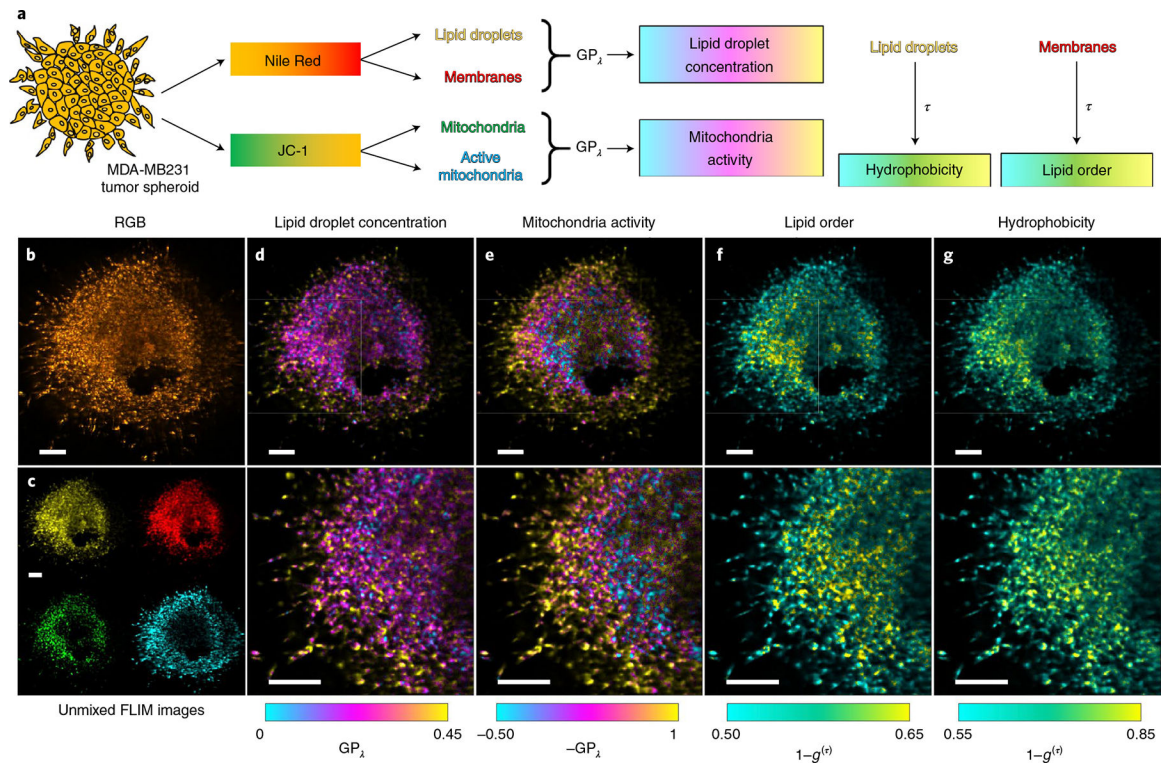 a
MDA-MB231
tumor spheroid
Nile Red
JC-1
Lipid droplets
Membranes
Mitochondria
Active
mitochondria
GPλ
GPλ
Lipid droplet
concentration
Mitochondria
activity
Lipid droplets
τ
Hydrophobicity
Membranes
τ
Lipid order
RGB
Lipid droplet concentration
Mitochondria activity
Lipid order
Hydrophobicity
b
d
e
f
g
c
Unmixed FLIM images
0
0.45
GPλ
–0.50
1
–GPλ
0.50
0.65
1–g(τ)
0.55
0.85
1–g(τ)